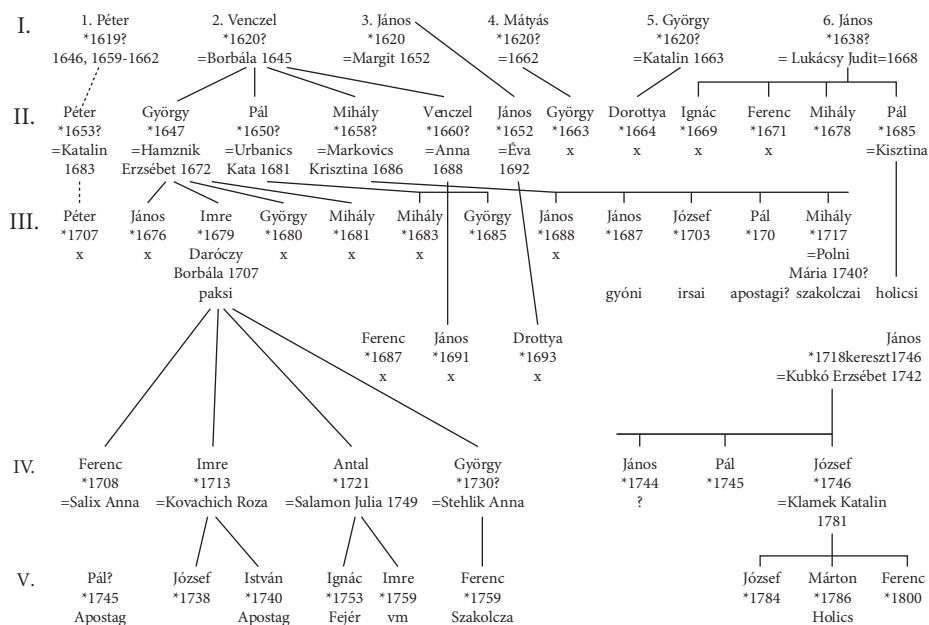 I.
1. Péter
*1619?
1646, 1659-1662
2. Venczel
*1620?
=Borbála 1645
3. János
*1620
=Margit 1652
4. Mátyás
*1620?
=1662
5. György
*1620?
=Katalin 1663
6. János
*1638?
= Lukácsy Judit=1668
II.
Péter
*1653?
=Katalin
1683
György
*1647
=Hamznik
Erzsébet 1672
Pál
*1650?
=Urbanics
Kata 1681
Mihály
*1658?
=Markovics
Krisztina 1686
Venczel
*1660?
=Anna
1688
János
*1652
=Éva
1692
György
*1663
x
Dorottya
*1664
x
Ignác
*1669
x
Ferenc
*1671
x
Mihály
*1678
Pál
*1685
=Kisztina
III.
Péter
*1707
x
János
*1676
x
Imre
*1679
Daróczy
Borbála 1707
paksi
György
*1680
x
Mihály
*1681
x
Mihály
*1683
x
György
*1685
János
*1688
x
János
*1687
gyóni
József
*1703
irsai
Pál
*170
apostagi?
Mihály
*1717
=Polni
Mária 1740?
szakolczai
holicsi
Ferenc
*1687
x
János
*1691
x
Drottya
*1693
x
János
*1718kereszt1746
=Kubkó Erzsébet 1742
IV.
Ferenc
*1708
=Salix Anna
Imre
*1713
=Kovachich Roza
Antal
*1721
=Salamon Julia 1749
György
*1730?
=Stehlik Anna
János
*1744
?
Pál
*1745
József
*1746
=Klamek Katalin
1781
V.
Pál?
*1745
Apostag
József
*1738
István
*1740
Apostag
Ignác
*1753
Fejér
Imre
*1759
vm
Ferenc
*1759
Szakolcza
József
*1784
Márton
*1786
Holics
Ferenc
*1800